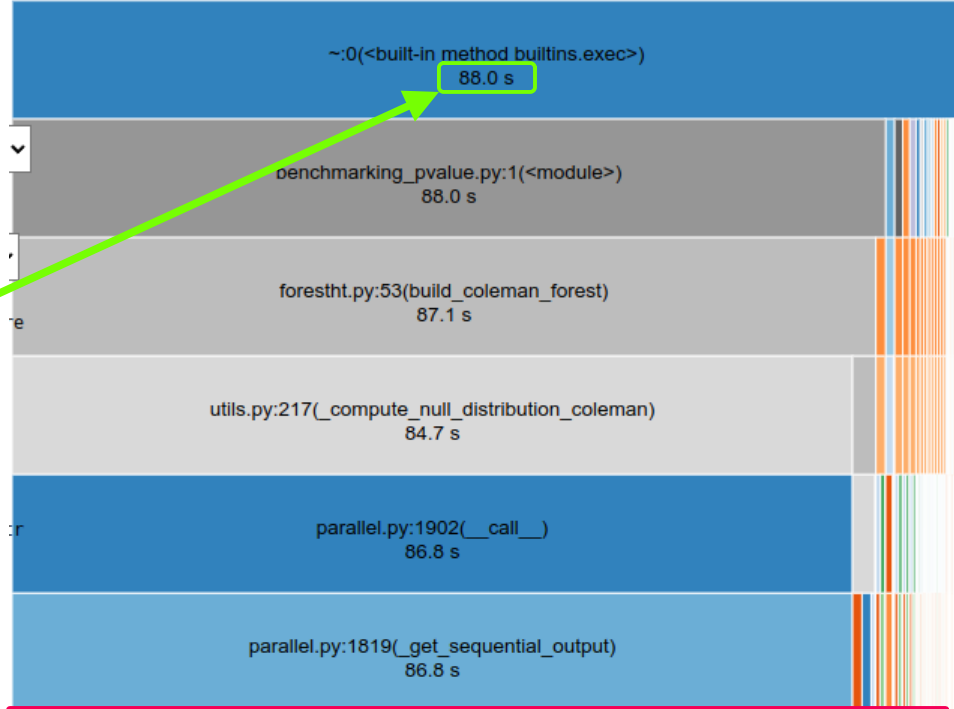 ~:0(<built-in method builtins.exec>)
88.0 s
benchmarking_pvalue.py:1(<module>)
88.0 s
forestht.py:53(build_coleman_forest)
87.1 s
re
utils.py:217(_compute_null_distribution_coleman)
84.7 s
parallel.py:1902(__call__)
86.8 s
tr
parallel.py:1819(_get_sequential_output)
86.8 s